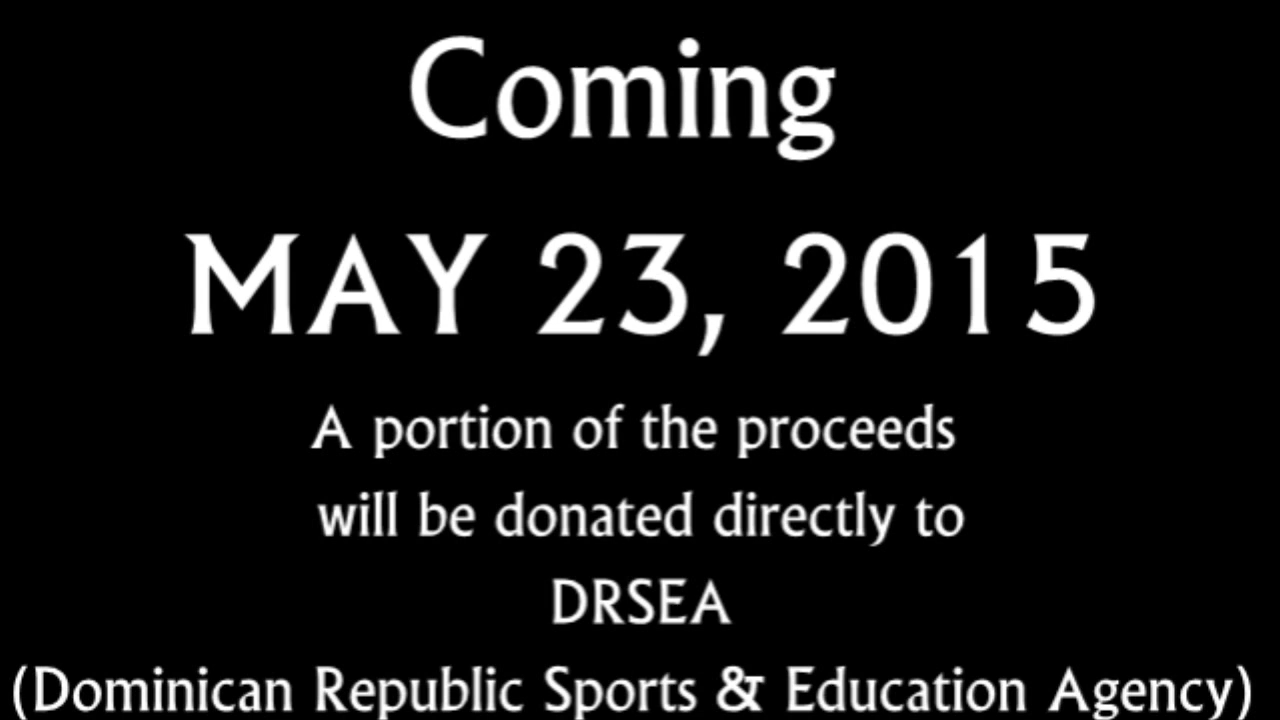 Coming
MAY 23, 2015
A portion of the proceeds
will be donated directly to
DRSEA
(Dominican Republic Sports & Education Agency)